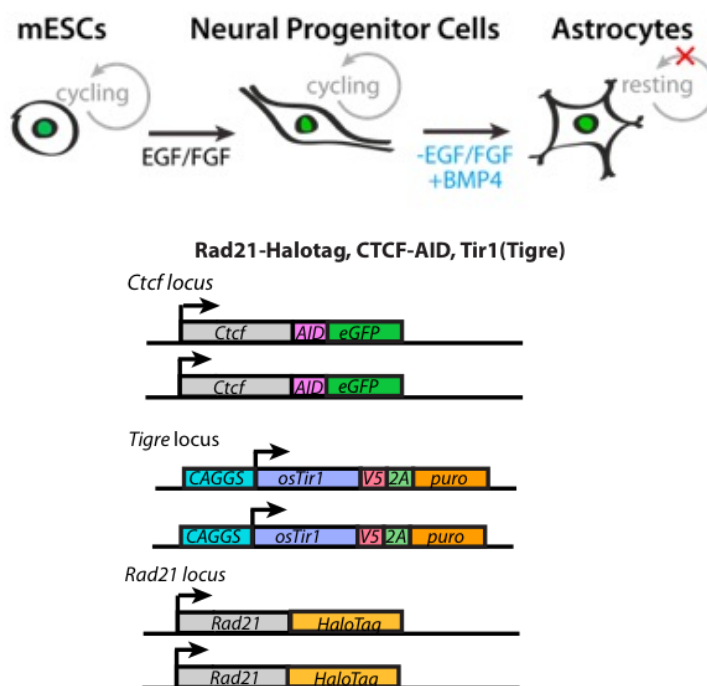 mESCs Neural Progenitor Cells Astrocytes
cycling cycling resting
EGF/FGF -EGF/FGF
+BMP4
Rad21-Halotag, CTCF-AID, Tir1(Tigre)
Ctcf locus
Ctcf AID eGFP
Ctcf AID eGFP
Tigre locus
CAGGS osTir1 V5 2A puro
CAGGS osTir1 V5 2A puro
Rad21 locus
Rad21 HaloTag
Rad21 HaloTag